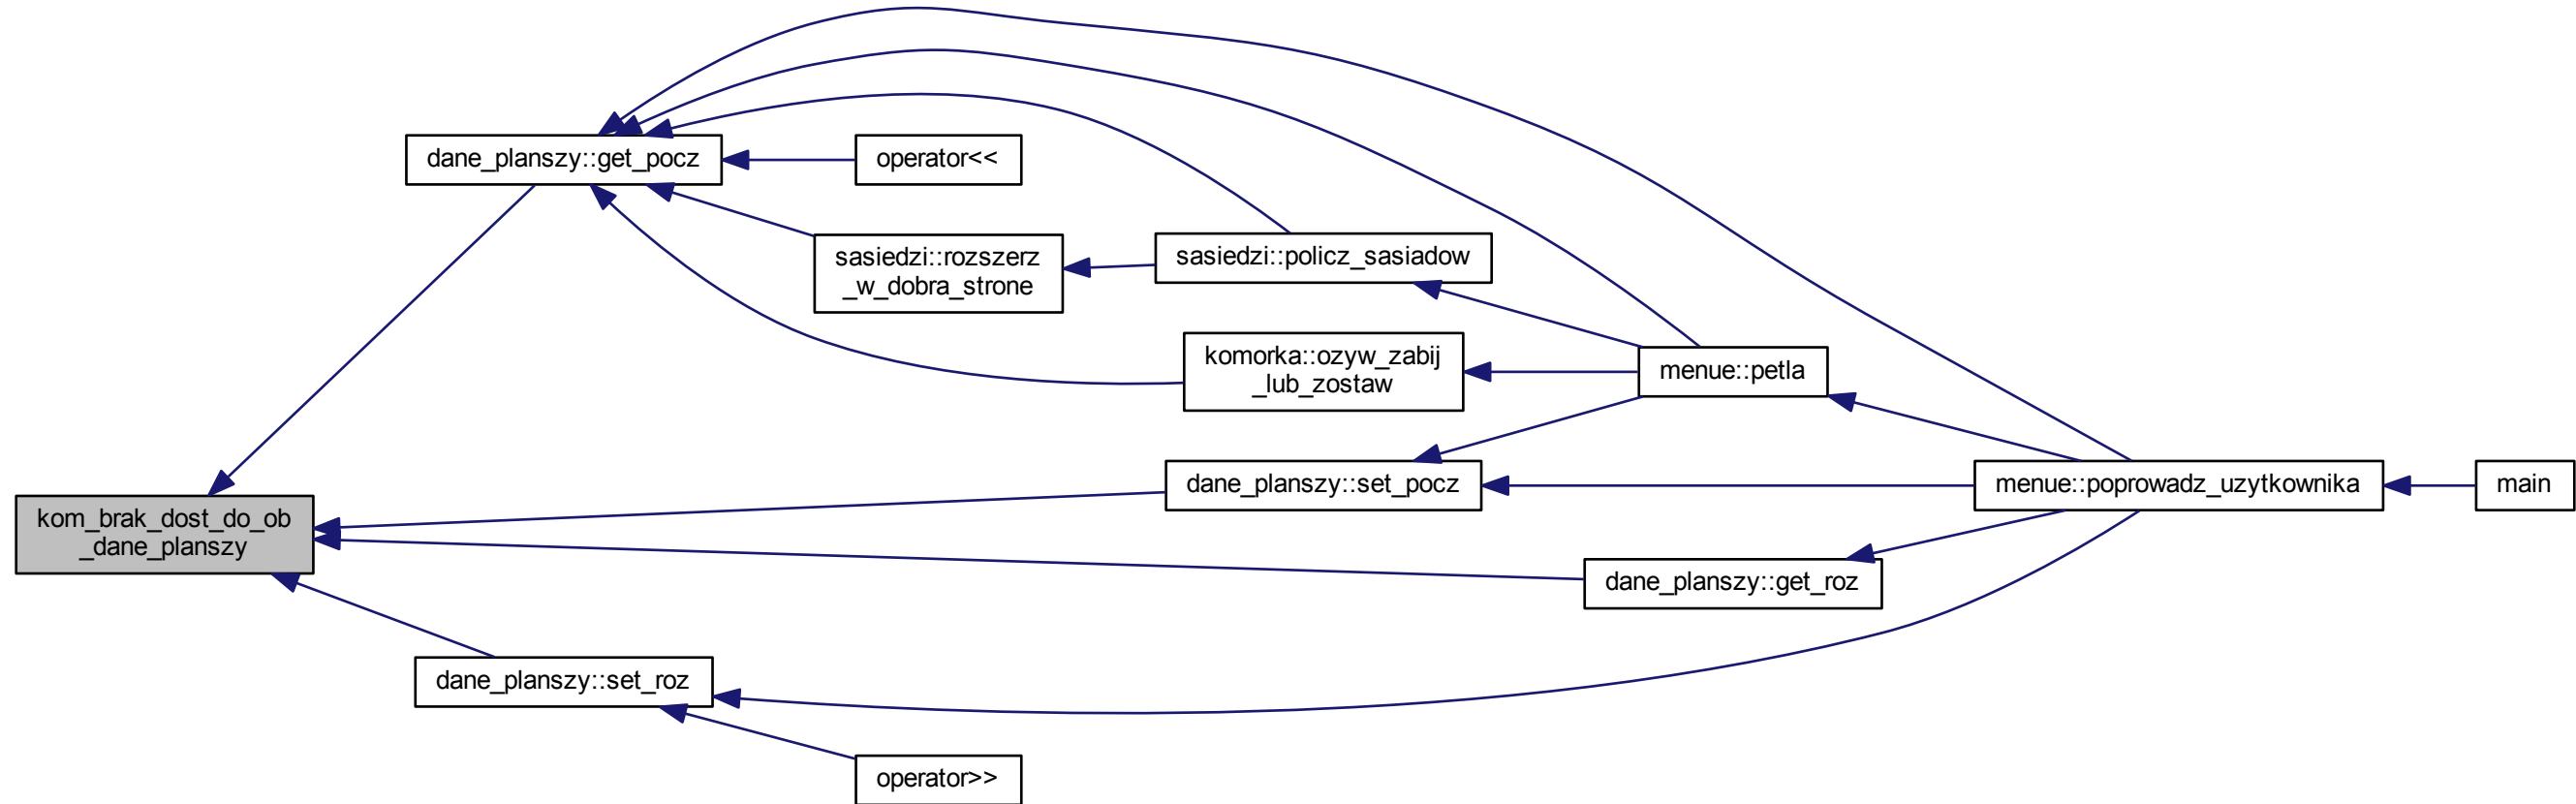 dane_planszy::get_pocz
operator<<
sasiedzi::rozszerz
_w_dobra_strone
sasiedzi::policz_sasiadow
komorka::ozyw_zabij
_lub_zostaw
menue::petla
kom_brak_dost_do_ob
_dane_planszy
dane_planszy::set_pocz
menue::poprowadz_uzytkownika
main
dane_planszy::get_roz
dane_planszy::set_roz
operator>>